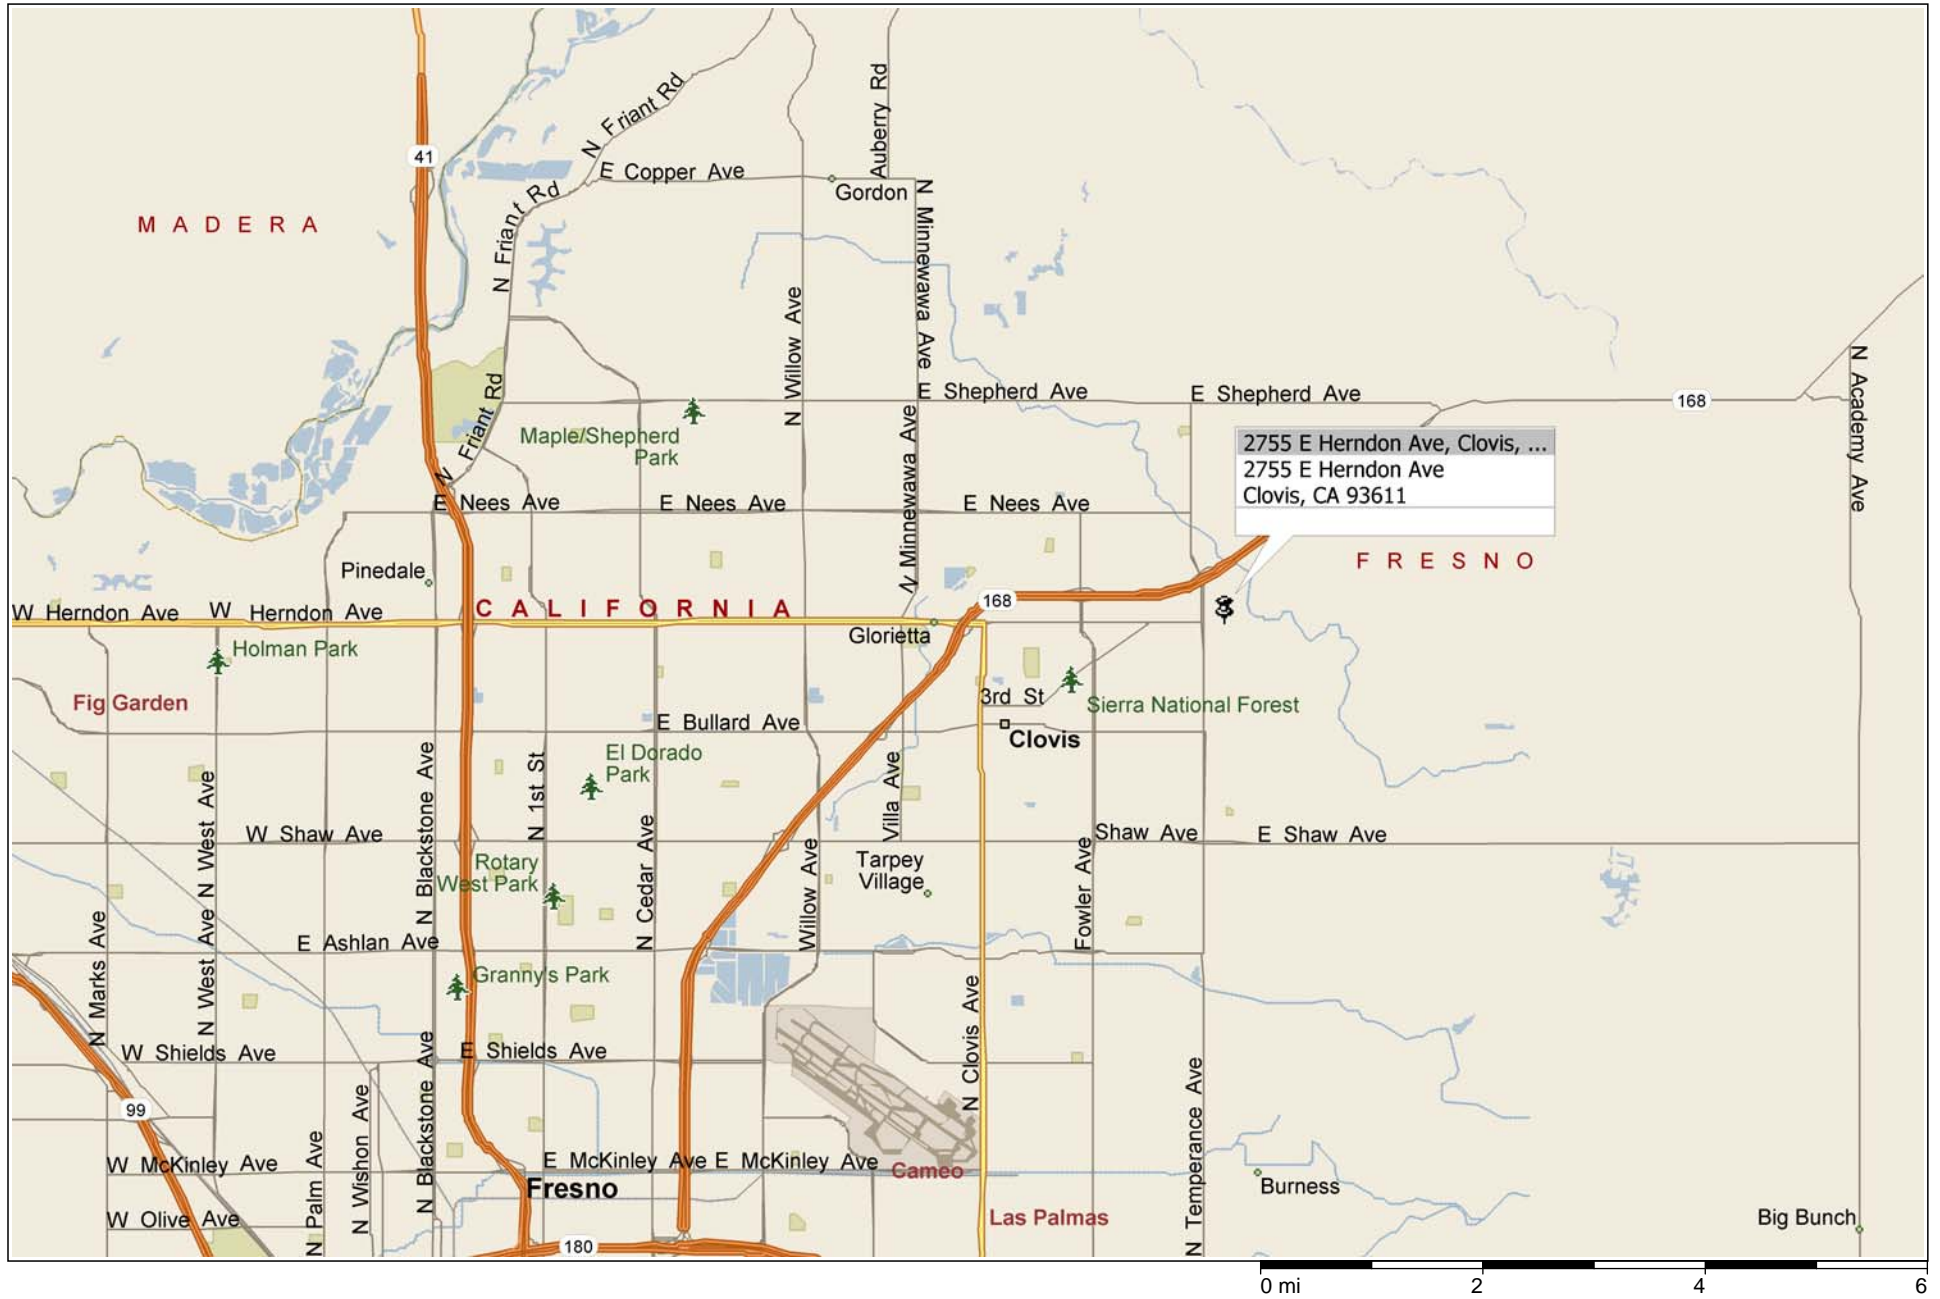 41
N Friant Rd
Auberry Rd
E Copper Ave
Gordon
N Friant Rd
MADERA
N Minnewawa Ave
N Willow Ave
N Friant Rd
E Shepherd Ave
E Shepherd Ave
168
N Academy Ave
Maple/Shepherd
Park
2755 E Herndon Ave, Clovis, ...
2755 E Herndon Ave
Clovis, CA 93611
N Minnewawa Ave
E Nees Ave
E Nees Ave
E Nees Ave
FRESNO
Pinedale
W Herndon Ave
W Herndon Ave
CALIFORNIA
168
Glorietta
Holman Park
Fig Garden
3rd St
Sierra National Forest
E Bullard Ave
Clovis
El Dorado
Park
N Blackstone Ave
N 1st St
N West Ave
Villa Ave
W Shaw Ave
Shaw Ave
E Shaw Ave
N Cedar Ave
Willow Ave
Fowler Ave
Rotary
West Park
Tarpey
Village
N Marks Ave
N West Ave
E Ashlan Ave
Granny's Park
N Clovis Ave
W Shields Ave
E Shields Ave
N Blackstone Ave
N Temperance Ave
99
N Wishon Ave
N Palm Ave
W McKinley Ave
E McKinley Ave
E McKinley Ave
Cameo
Fresno
Burness
W Olive Ave
Las Palmas
Big Bunch
180
0 mi 2 4 6